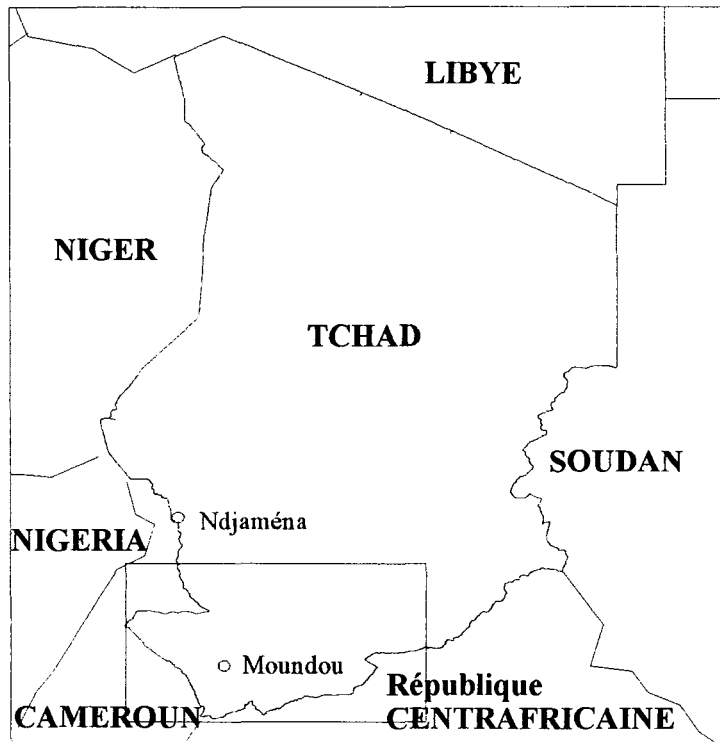 LIBYE
NIGER
TCHAD
SOUDAN
Ndjaména
NIGERIA
Moundou
République
CENTRAFRICAINE
CAMEROUN